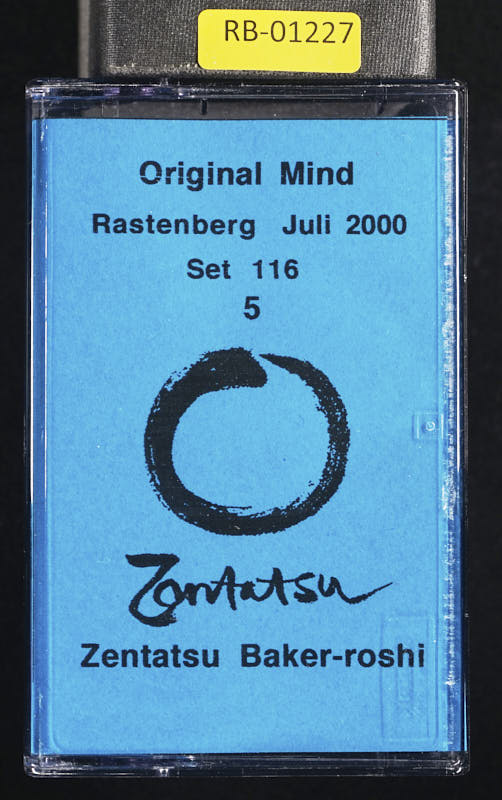 RB-01227
Original Mind
Rastenberg Juli 2000
Set 116
5
Zentatsu
Zentatsu Baker-roshi